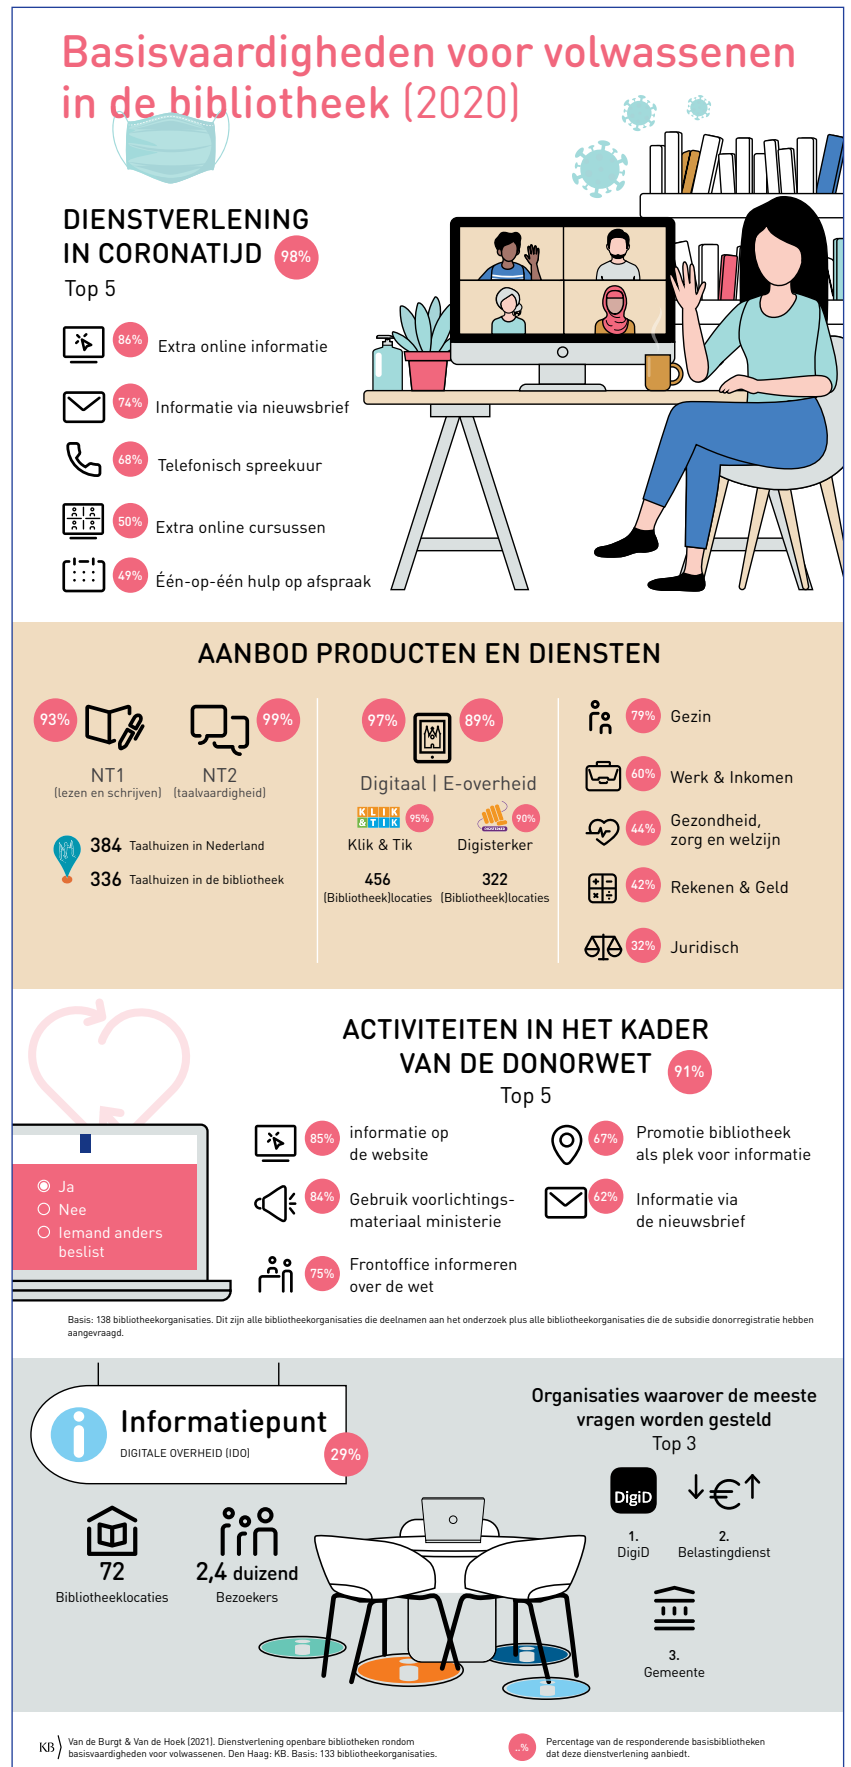 Basisvaardigheden voor volwassenen
in de bibliotheek (2020)
DIENSTVERLENING
IN CORONATIJD 98%
Top 5
86% Extra online informatie
74% Informatie via nieuwsbrief
68% Telefonisch spreekuur
50% Extra online cursussen
49% Één-op-één hulp op afspraak
AANBOD PRODUCTEN EN DIENSTEN
93%
NT1
(lezen en schrijven)
99%
NT2
(taalvaardigheid)
384 Taalhuizen in Nederland
336 Taalhuizen in de bibliotheek
97% 89%
Digitaal | E-overheid
KLIK
&TIK
95%
Klik & Tik
456
(Bibliotheek)locaties
DIGISTERKER
90%
Digisterker
322
(Bibliotheek)locaties
79% Gezin
60% Werk & Inkomen
44% Gezondheid,
zorg en welzijn
42% Rekenen & Geld
32% Juridisch
ACTIVITEITEN IN HET KADER
VAN DE DONORWET 91%
Top 5
Ja
Nee
Iemand anders
beslist
85% informatie op
de website
84% Gebruik voorlichtings-
materiaal ministerie
75% Frontoffice informeren
over de wet
67% Promotie bibliotheek
als plek voor informatie
62% Informatie via
de nieuwsbrief
Basis: 138 bibliotheekorganisaties. Dit zijn alle bibliotheekorganisaties die deelnamen aan het onderzoek plus alle bibliotheekorganisaties die de subsidie donorregistratie hebben
aangevraagd.
i
Informatiepunt
DIGITALE OVERHEID (IDO)
29%
72
Bibliotheeklocaties
2,4 duizend
Bezoekers
Organisaties waarover de meeste
vragen worden gesteld
Top 3
DigiD
1.
DigiD
€
2.
Belastingdienst
3.
Gemeente
KB
Van de Burgt & Van de Hoek (2021). Dienstverlening openbare bibliotheken rondom
basisvaardigheden voor volwassenen. Den Haag: KB. Basis: 133 bibliotheekorganisaties.
..%
Percentage van de responderende basisbibliotheken
dat deze dienstverlening aanbiedt.